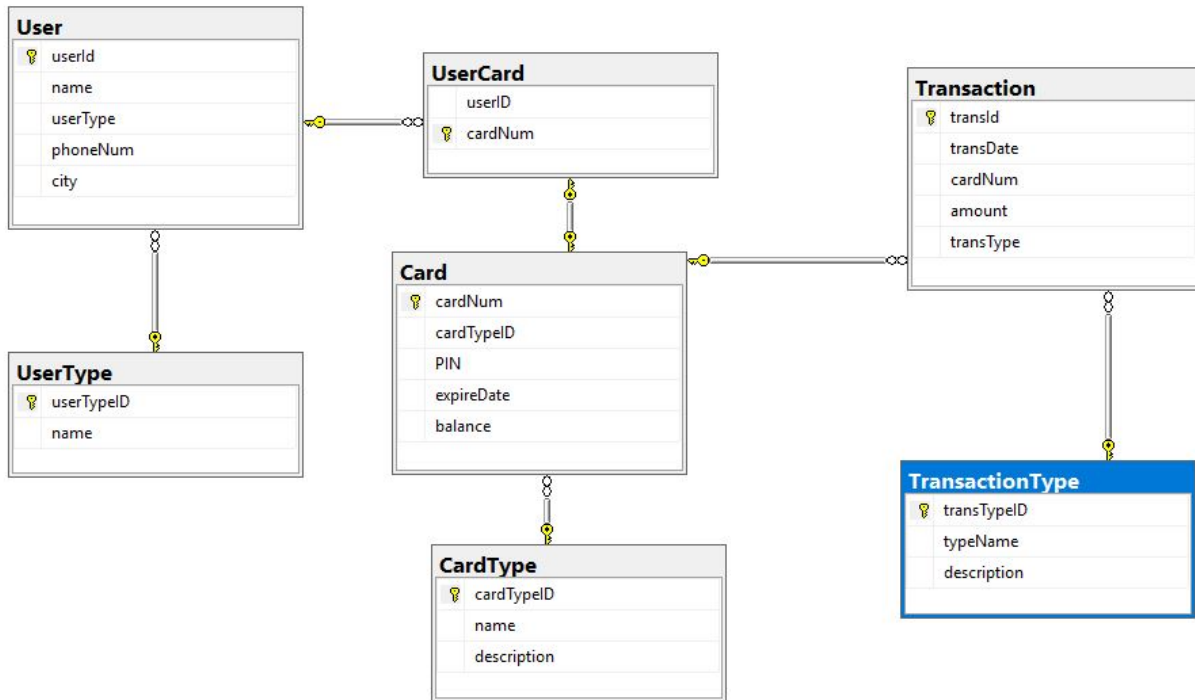 User
userId
name
userType
phoneNum
city
UserCard
userID
cardNum
Transaction
transId
transDate
cardNum
amount
transType
Card
cardNum
cardTypeID
PIN
expireDate
balance
UserType
userTypeID
name
TransactionType
transTypeID
typeName
description
CardType
cardTypeID
name
description